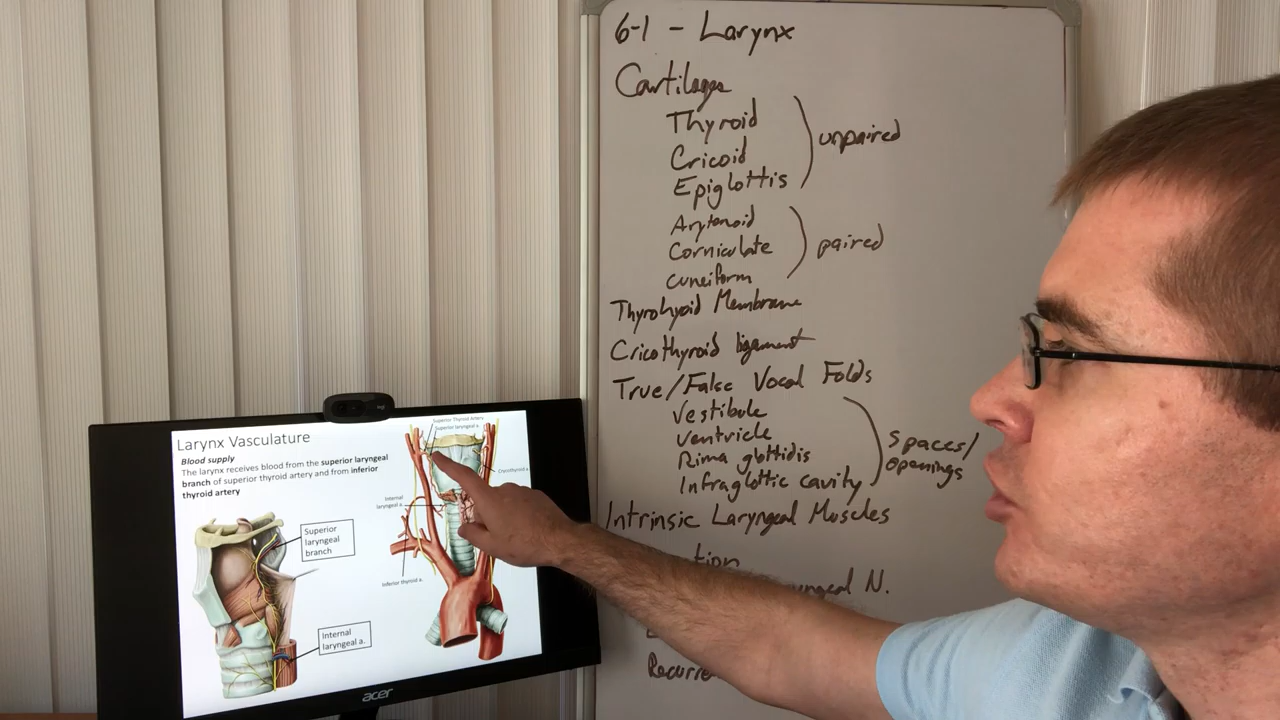 6-1 - Larynx
Cartilages
Thyroid
Cricoid
Epiglottis
unpaired
Arytenoid
Corniculate
cuneiform
paired
Thyrohyoid Membrane
Cricothyroid ligament
True/False Vocal Folds
Vestibule
Ventricle
Rima glottidis
Infraglottic cavity
spaces/
openings
Intrinsic Laryngeal Muscles
tion
N.
Recurre
Larynx Vasculature
Blood supply
The larynx receives blood from the superior laryngeal
branch of superior thyroid artery and from inferior
thyroid artery
Superior
laryngeal
branch
Internal
laryngeal a.
Superior Thyroid Artery
Superior laryngeal a.
Cricothyroid a.
Internal
laryngeal a.
Inferior thyroid a.
acer